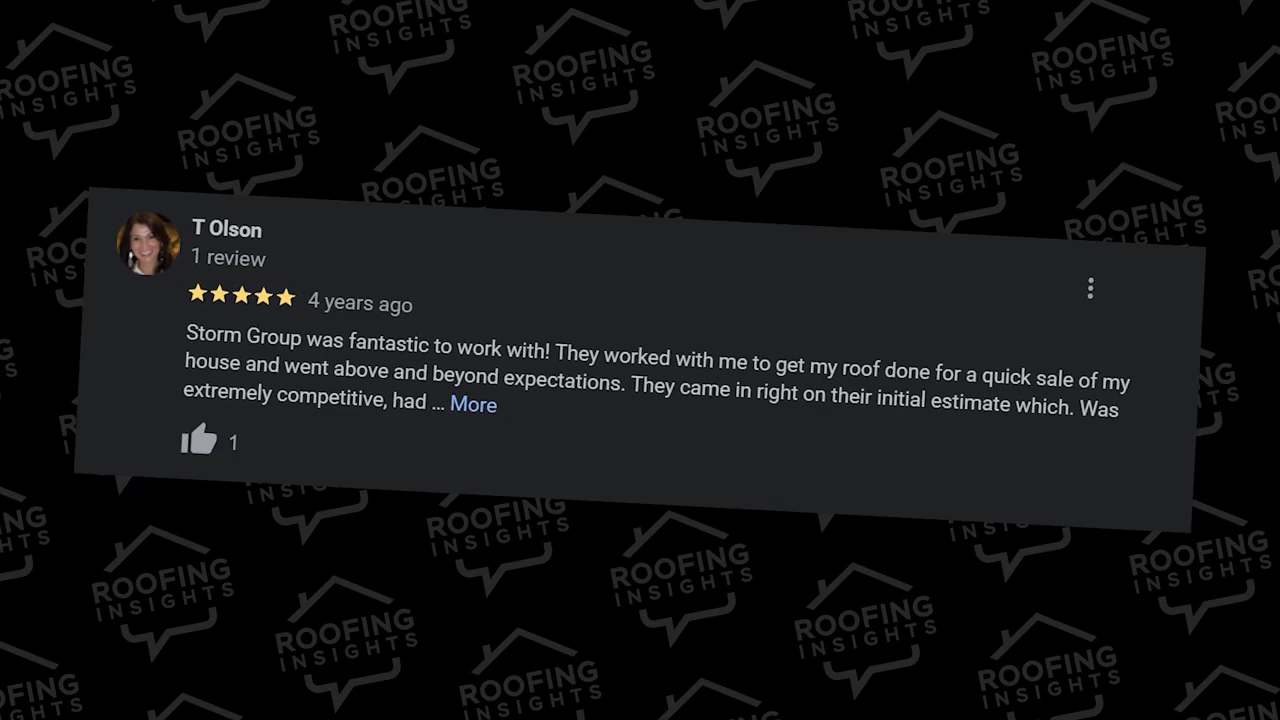 T Olson
1 review
4 years ago
Storm Group was fantastic to work with! They worked with me to get my roof done for a quick sale of my
house and went above and beyond expectations. They came in right on their initial estimate which. Was
extremely competitive, had ... More
1
ROOFING
INSIGHTS